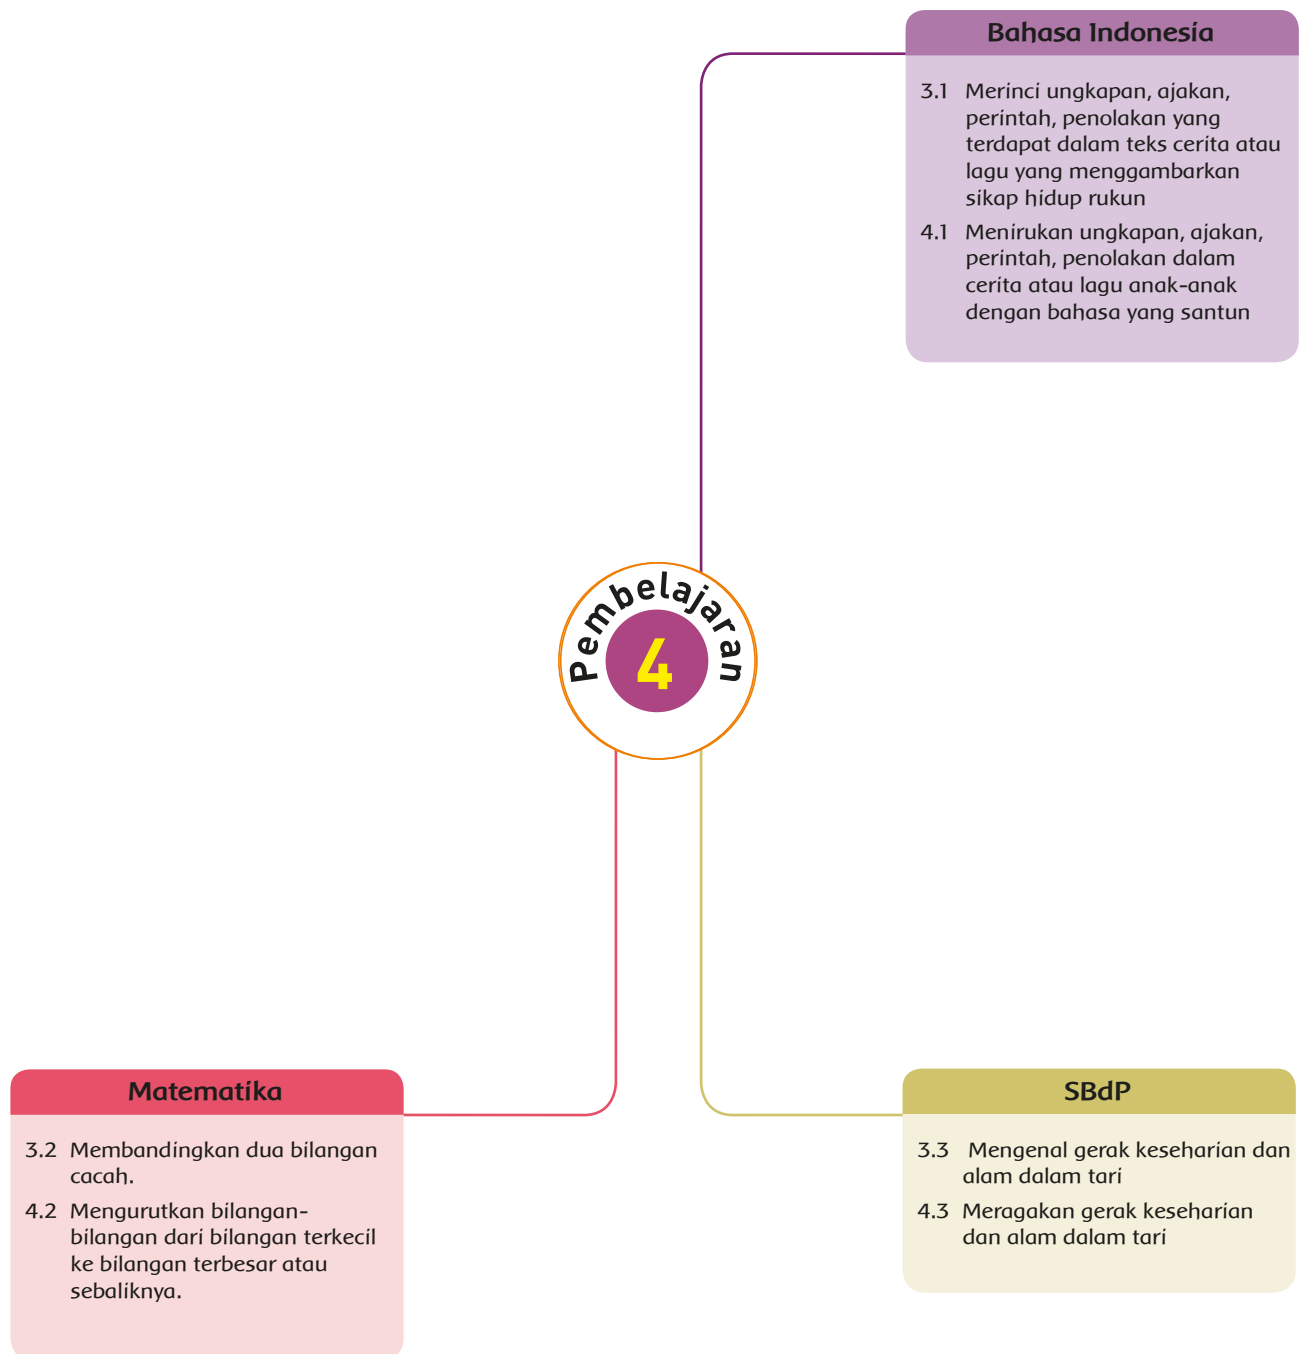 Bahasa Indonesia
3.1 Merinci ungkapan, ajakan,
perintah, penolakan yang
terdapat dalam teks cerita atau
lagu yang menggambarkan
sikap hidup rukun
4.1 Menirukan ungkapan, ajakan,
perintah, penolakan dalam
cerita atau lagu anak-anak
dengan bahasa yang santun
Pembelajaran
4
Matematika
3.2 Membandingkan dua bilangan
cacah.
4.2 Mengurutkan bilangan-
bilangan dari bilangan terkecil
ke bilangan terbesar atau
sebaliknya.
SBdP
3.3 Mengenal gerak keseharian dan
alam dalam tari
4.3 Meragakan gerak keseharian
dan alam dalam tari